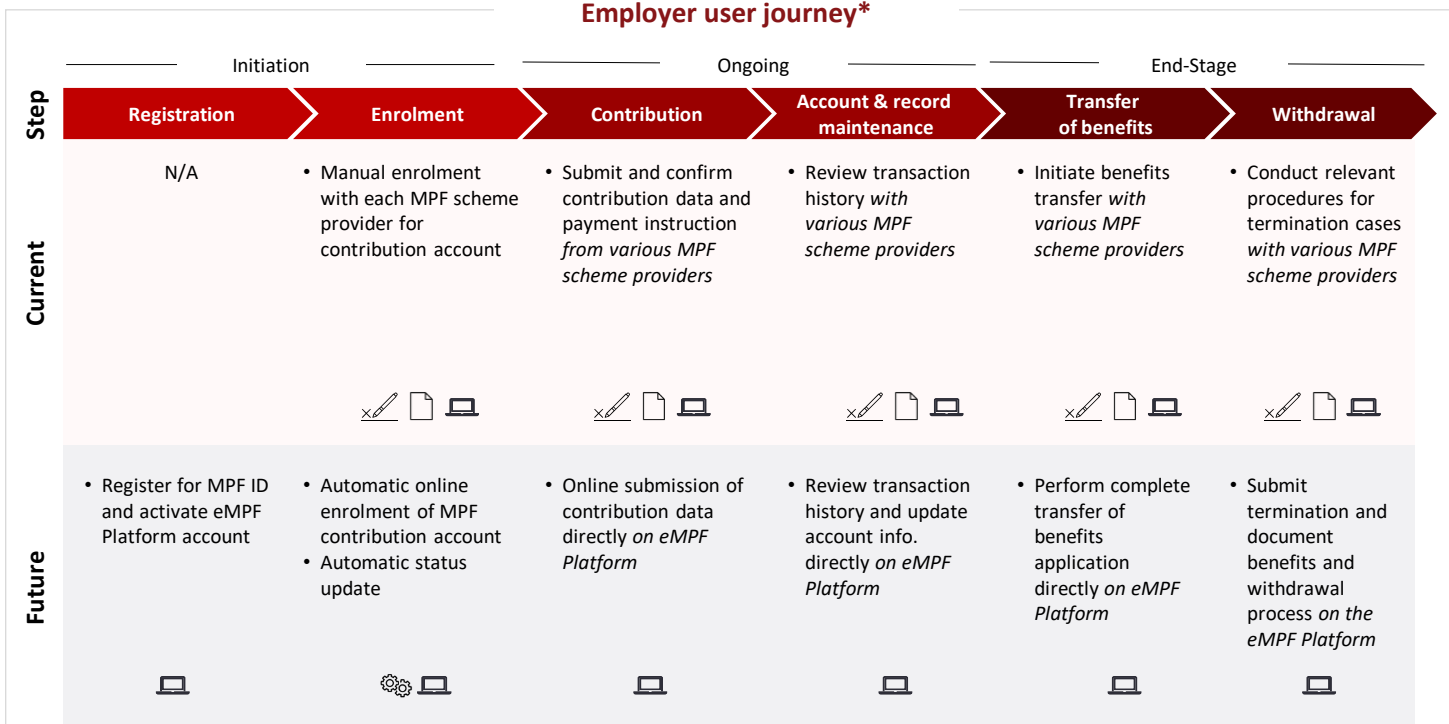 Employer user journey*
Initiation
Ongoing
End-Stage
Step
Registration
Enrolment
Contribution
Account & record
maintenance
Transfer
of benefits
Withdrawal
Current
N/A
• Manual enrolment
with each MPF scheme
provider for
contribution account
• Submit and confirm
contribution data and
payment instruction
from various MPF
scheme providers
• Review transaction
history with
various MPF
scheme providers
• Initiate benefits
transfer with
various MPF
scheme providers
• Conduct relevant
procedures for
termination cases
with various MPF
scheme providers
Future
• Register for MPF ID
and activate eMPF
Platform account
• Automatic online
enrolment of MPF
contribution account
• Automatic status
update
• Online submission of
contribution data
directly on eMPF
Platform
• Review transaction
history and update
account info.
directly on eMPF
Platform
• Perform complete
transfer of
benefits
application
directly on eMPF
Platform
• Submit
termination and
document
benefits and
withdrawal
process on the
eMPF Platform